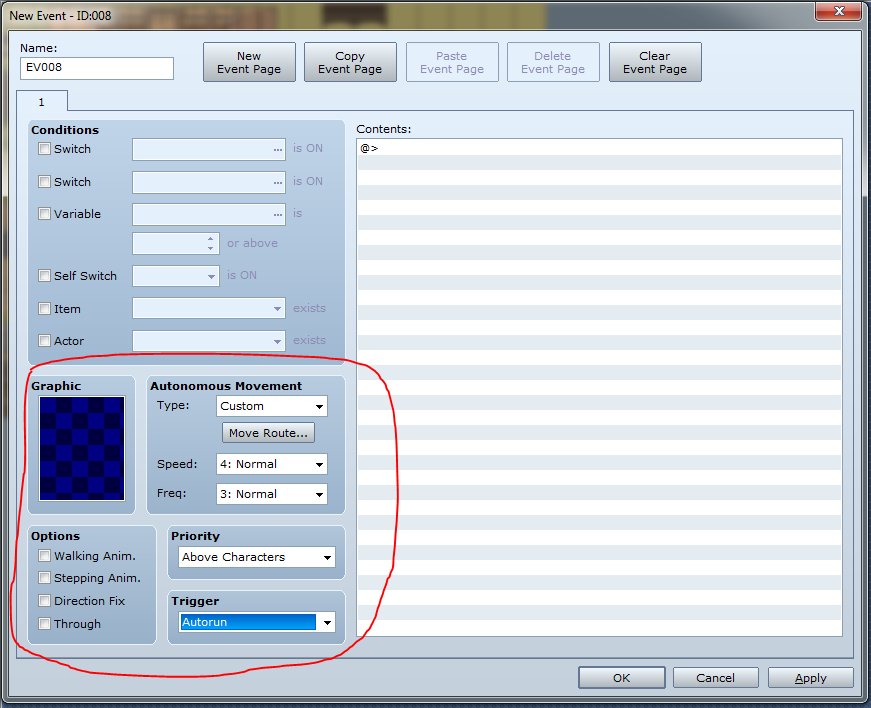 New Event - ID:008
Name:
EV008
New
Event Page
Copy
Event Page
Paste
Event Page
Delete
Event Page
Clear
Event Page
1
Conditions
Switch ... is ON
Switch ... is ON
Variable ... is
or above
Self Switch is ON
Item exists
Actor exists
Graphic
Autonomous Movement
Type: Custom
Move Route...
Speed: 4: Normal
Freq: 3: Normal
Options
Walking Anim.
Stepping Anim.
Direction Fix
Through
Priority
Above Characters
Trigger
Autorun
Contents:
@>
OK
Cancel
Apply